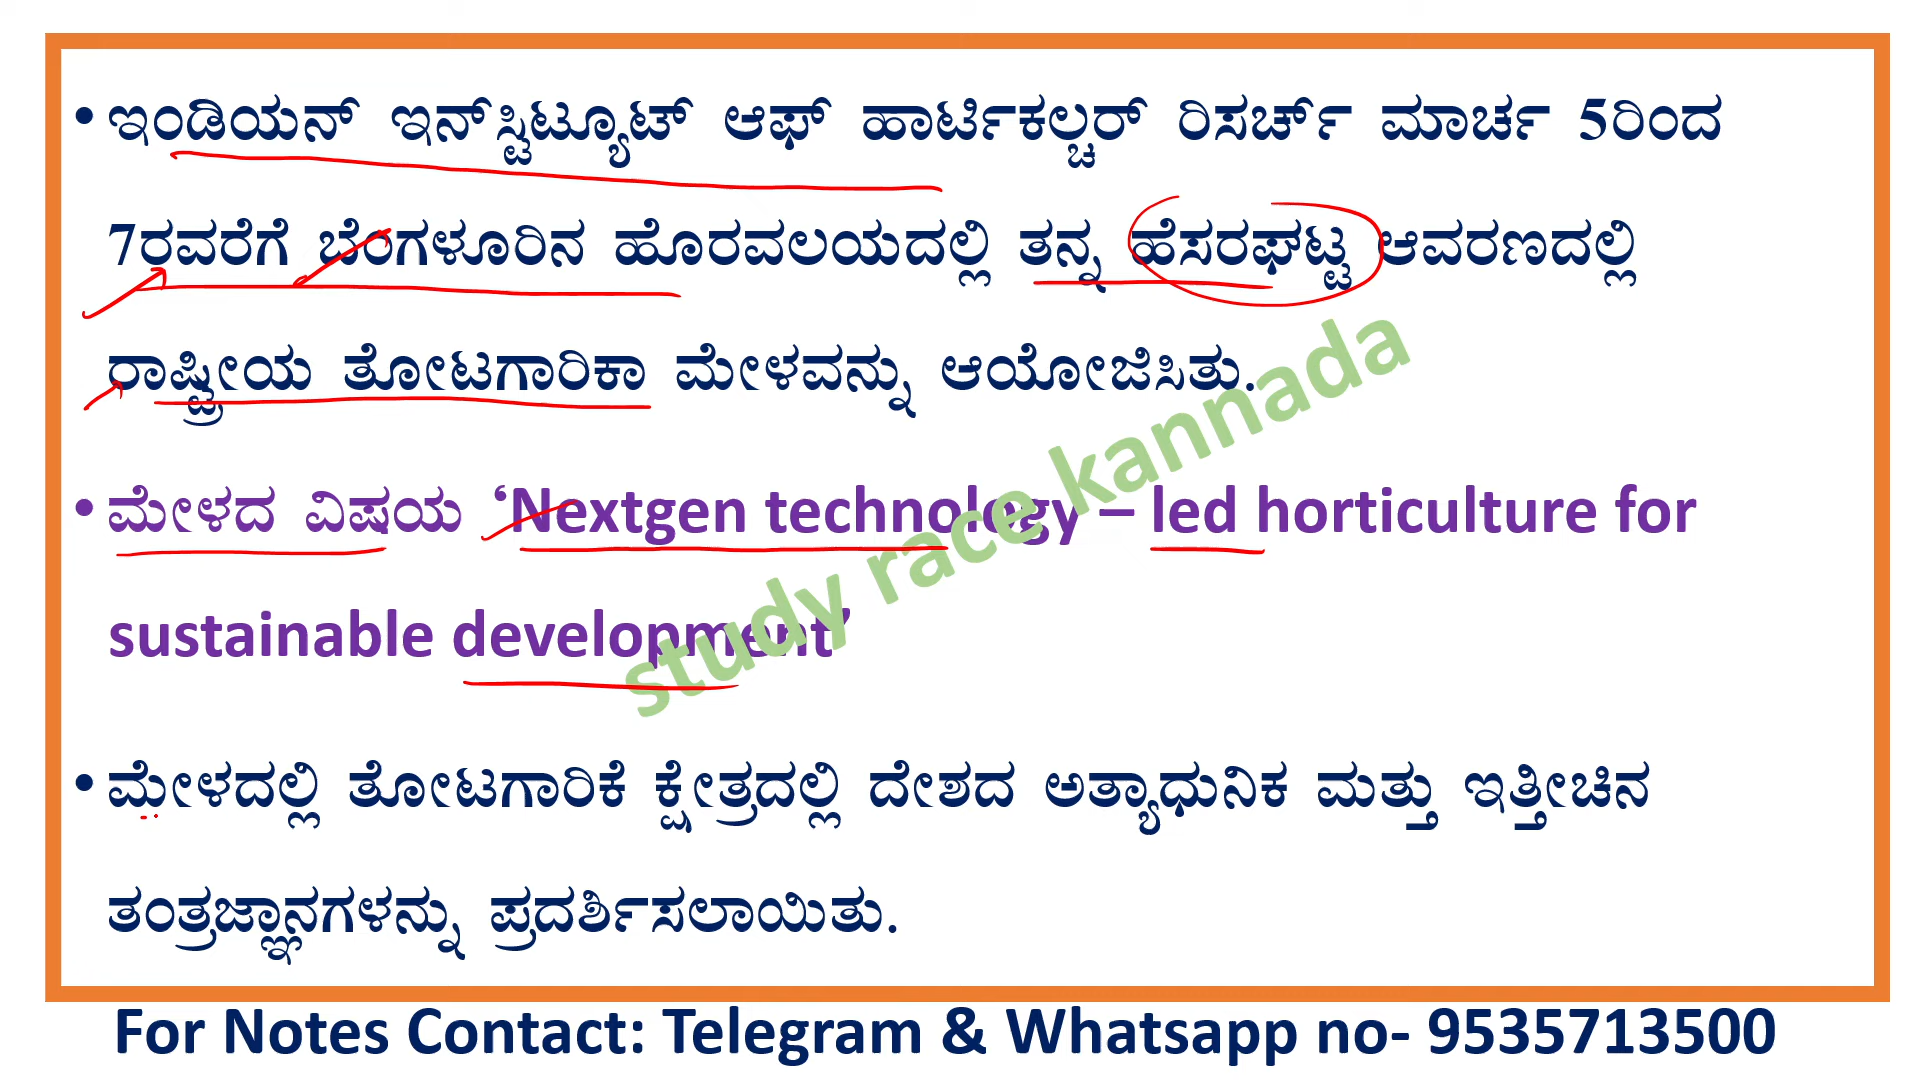 • ಇಂಡಿಯನ್ ಇನ್‌ಸ್ಟಿಟ್ಯೂಟ್ ಆಫ್ ಹಾರ್ಟಿಕಲ್ಚರ್ ರಿಸರ್ಚ್ ಮಾರ್ಚ 5ರಿಂದ
7ರವರೆಗೆ ಬೆಂಗಳೂರಿನ ಹೊರವಲಯದಲ್ಲಿ ತನ್ನ ಹೆಸರಘಟ್ಟ ಆವರಣದಲ್ಲಿ
ರಾಷ್ಟ್ರೀಯ ತೋಟಗಾರಿಕಾ ಮೇಳವನ್ನು ಆಯೋಜಿಸಿತು.
• ಮೇಳದ ವಿಷಯ ‘Nextgen technology – led horticulture for
sustainable development’
• ಮೇಳದಲ್ಲಿ ತೋಟಗಾರಿಕೆ ಕ್ಷೇತ್ರದಲ್ಲಿ ದೇಶದ ಅತ್ಯಾಧುನಿಕ ಮತ್ತು ಇತ್ತೀಚಿನ
ತಂತ್ರಜ್ಞಾನಗಳನ್ನು ಪ್ರದರ್ಶಿಸಲಾಯಿತು.
study race kannada
For Notes Contact: Telegram & Whatsapp no- 9535713500